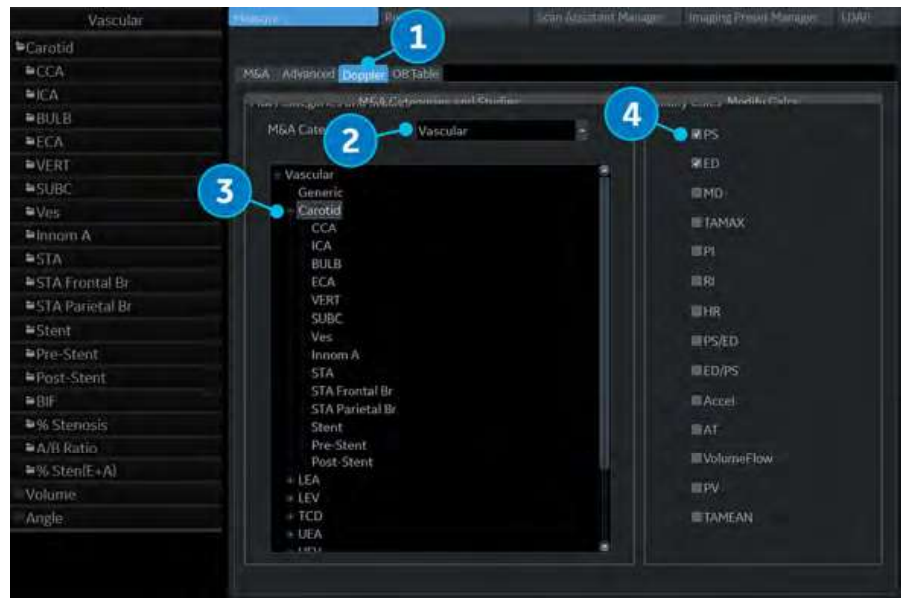 Vascular
Carotid
CCA
ICA
BULB
ECA
VERT
SUBC
Ves
Innom A
STA
STA Frontal Br
STA Parietal Br
Stent
Pre-Stent
Post-Stent
BIF
% Stenosis
A/B Ratio
% Sten(E+A)
Volume
Angle
Measure
Scan Assistant Manager
Imaging Preset Manager
LDAP
1
M&A Advanced Doppler OB Table
M&A Categories and Studies
Modify Calcs
M&A Cate
2
Vascular
3
Vascular
Generic
Carotid
CCA
ICA
BULB
ECA
VERT
SUBC
Ves
Innom A
STA
STA Frontal Br
STA Parietal Br
Stent
Pre-Stent
Post-Stent
LEA
LEV
TCD
UEA
4
PS
ED
MD
TAMAX
PI
RI
HR
PS/ED
ED/PS
Accel
AT
VolumeFlow
PV
TAMEAN